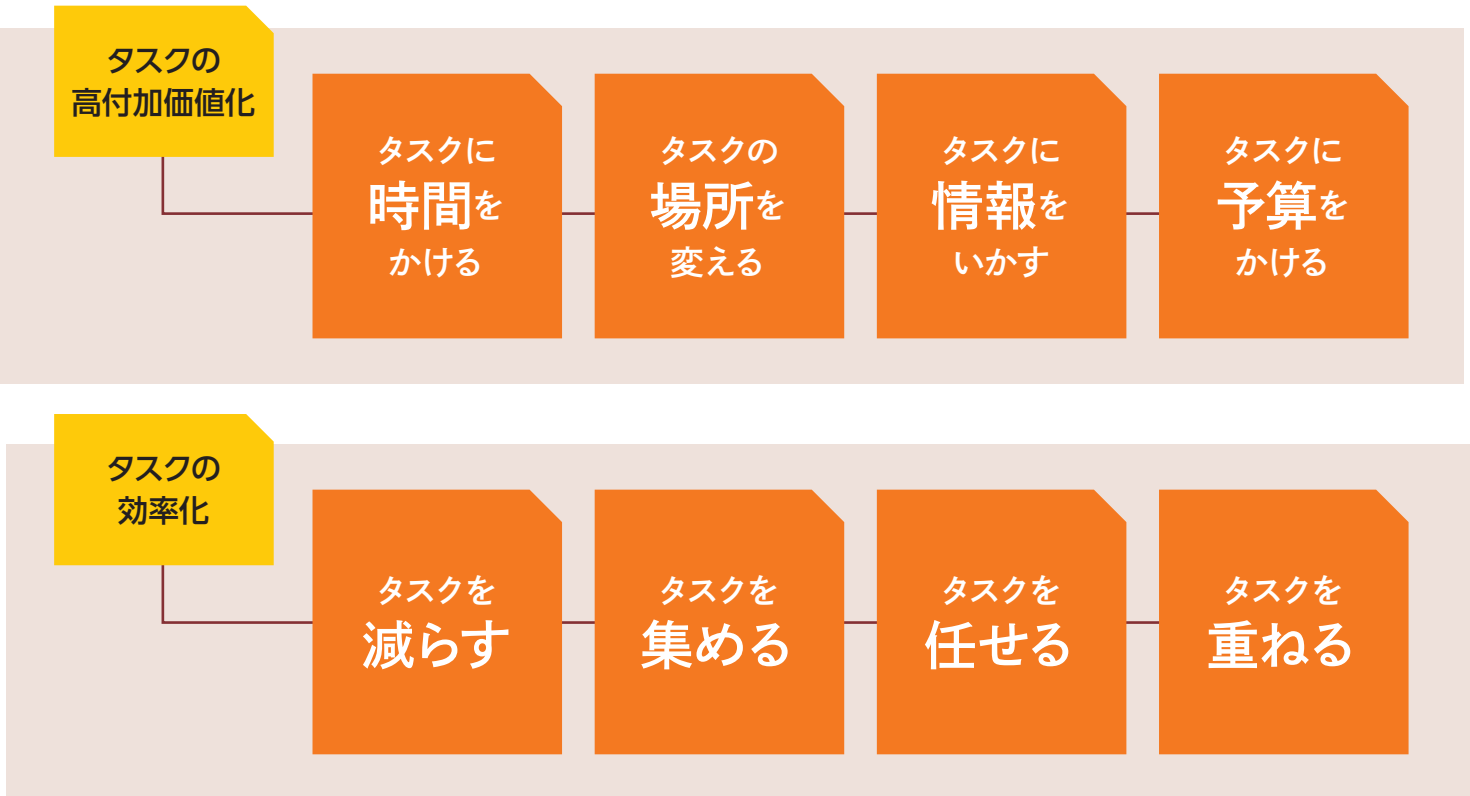 タスクの
高付加価値化
タスクに
時間を
かける
タスクの
場所を
変える
タスクに
情報を
いかす
タスクに
予算を
かける
タスクの
効率化
タスクを
減らす
タスクを
集める
タスクを
任せる
タスクを
重ねる